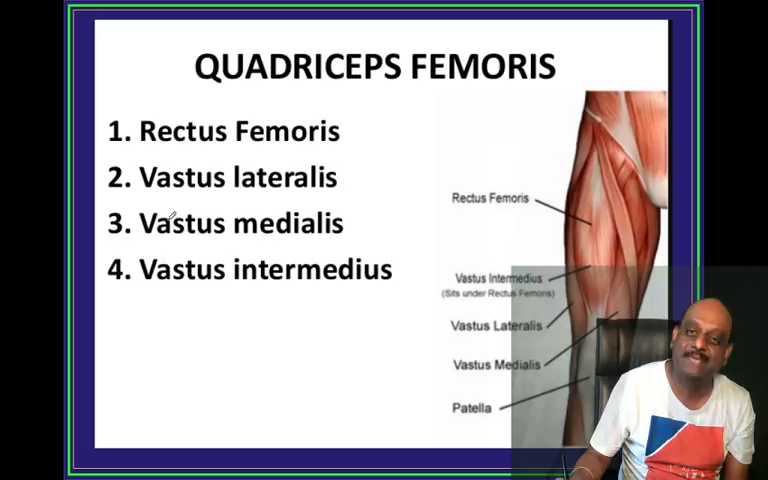 QUADRICEPS FEMORIS
1. Rectus Femoris
2. Vastus lateralis
3. Vastus medialis
4. Vastus intermedius
Rectus Femoris
Vastus Intermedius
(Sits under Rectus Femoris)
Vastus Lateralis
Vastus Medialis
Patella